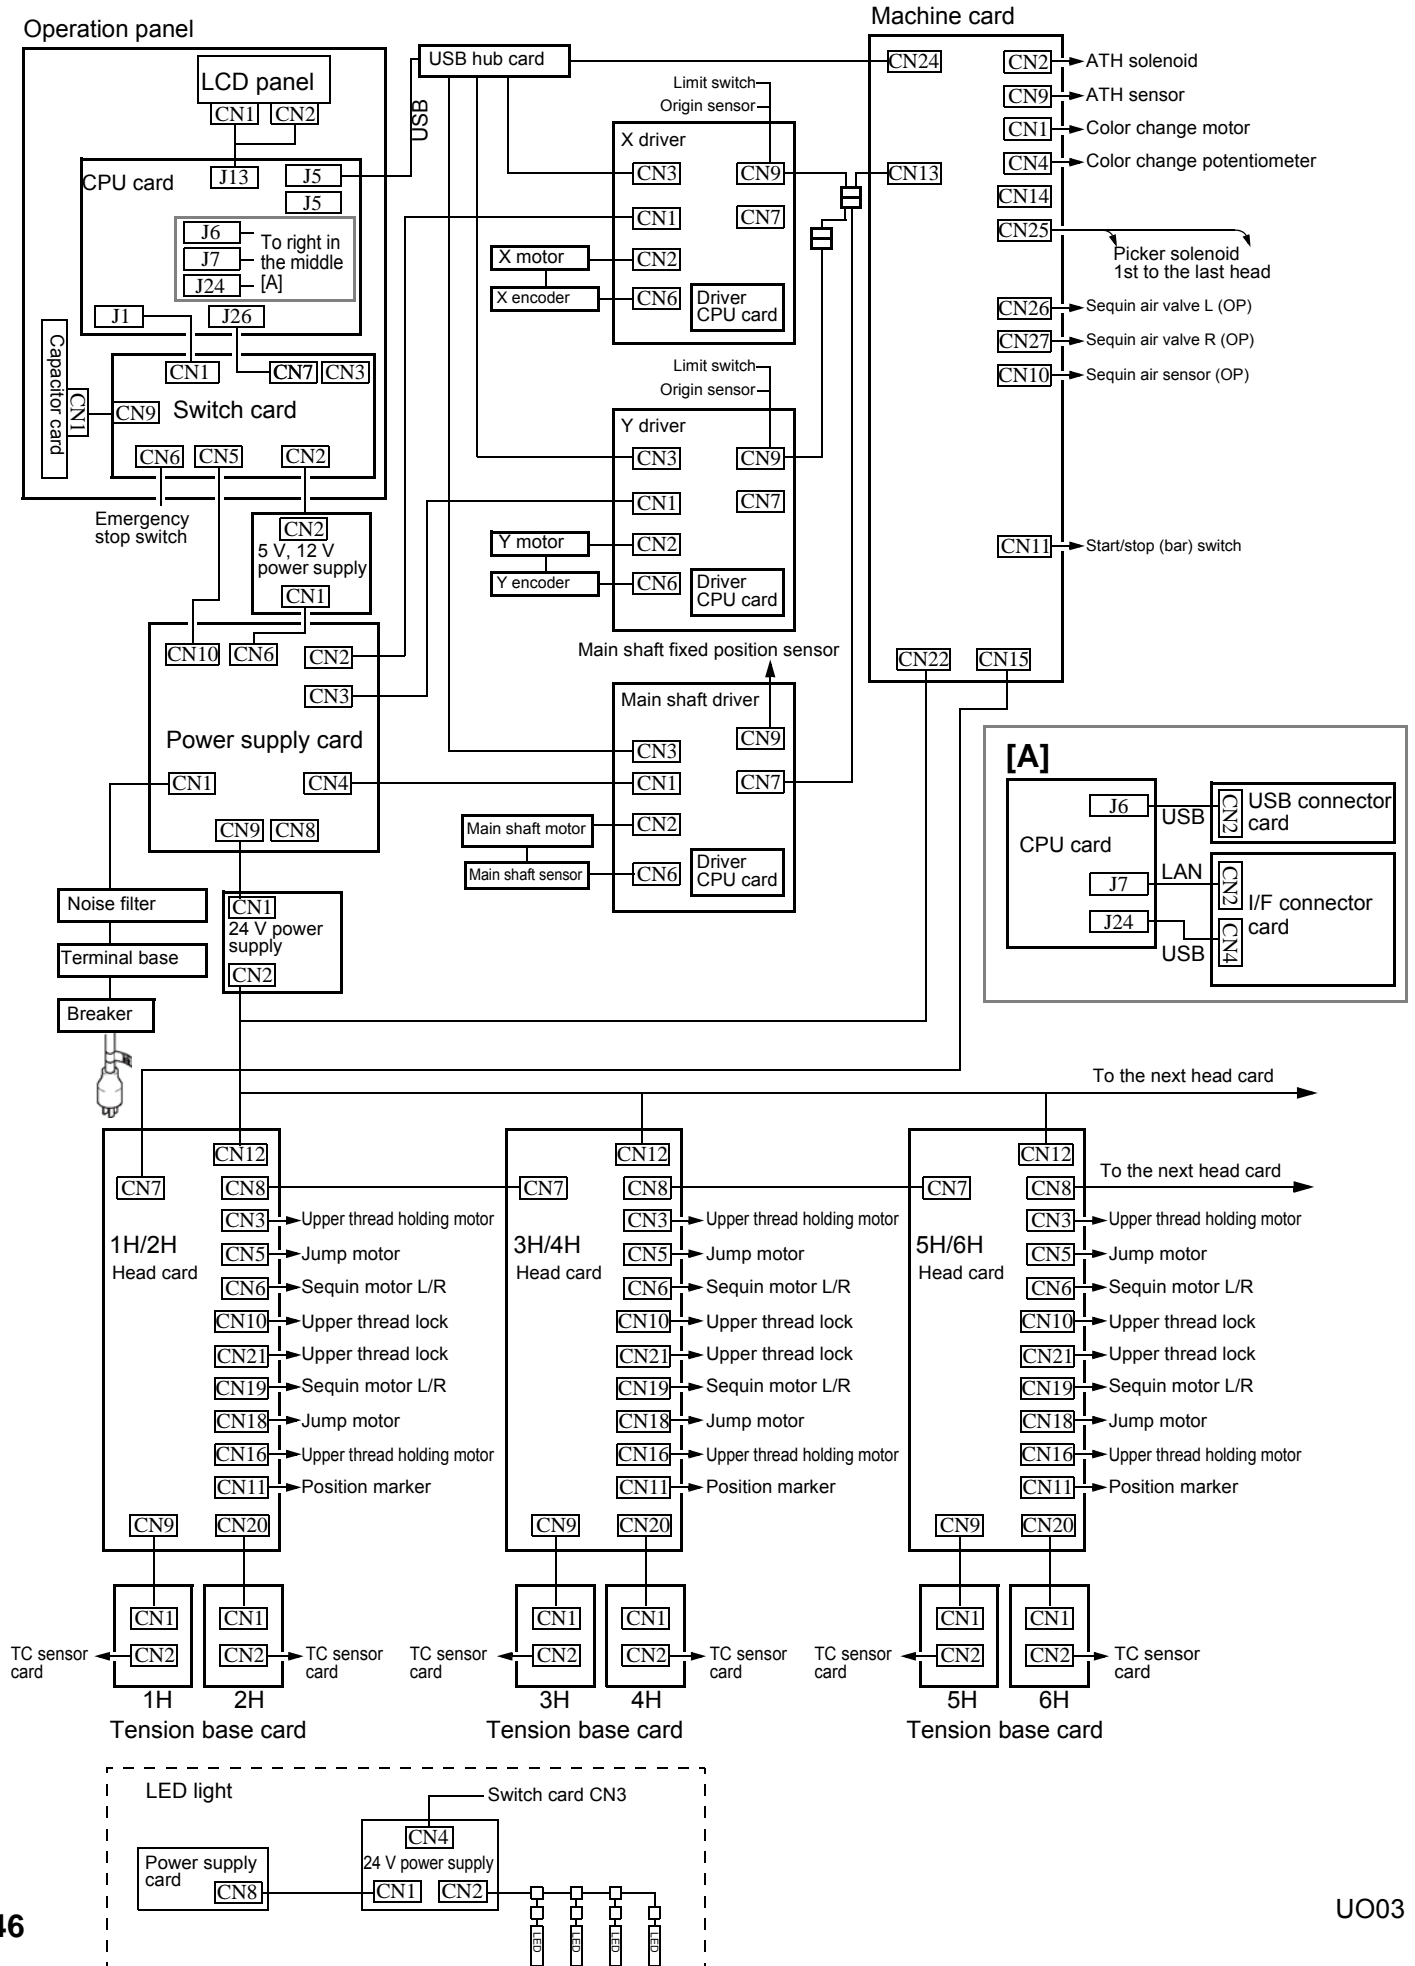 Operation panel
Machine card
LCD panel
CN1
CN2
CPU card
J13
J5
J5
J6
J7
J24
To right in
the middle
[A]
J1
J26
Capacitor card
CN1
CN1
CN7
CN3
CN9
Switch card
CN6
CN5
CN2
Emergency
stop switch
CN2
5 V, 12 V
power supply
CN1
USB hub card
USB
Limit switch
Origin sensor
X driver
CN3
CN9
CN1
CN7
X motor
CN2
X encoder
CN6
Driver
CPU card
Limit switch
Origin sensor
Y driver
CN3
CN9
CN1
CN7
Y motor
CN2
Y encoder
CN6
Driver
CPU card
Main shaft fixed position sensor
Main shaft driver
CN9
CN3
CN1
CN7
Main shaft motor
CN2
Main shaft sensor
CN6
Driver
CPU card
CN24
CN2
ATH solenoid
CN9
ATH sensor
CN1
Color change motor
CN13
CN4
Color change potentiometer
CN14
CN25
Picker solenoid
1st to the last head
CN26
Sequin air valve L (OP)
CN27
Sequin air valve R (OP)
CN10
Sequin air sensor (OP)
CN11
Start/stop (bar) switch
CN22
CN15
CN10
CN6
CN2
CN3
Power supply card
CN1
CN4
CN9
CN8
Noise filter
Terminal base
Breaker
CN1
24 V power
supply
CN2
[A]
CPU card
J6
USB
CN2
USB connector
card
J7
LAN
CN2
I/F connector
card
J24
USB
CN4
To the next head card
CN12
CN7
CN8
CN3
Upper thread holding motor
1H/2H
Head card
CN5
Jump motor
CN6
Sequin motor L/R
CN10
Upper thread lock
CN21
Upper thread lock
CN19
Sequin motor L/R
CN18
Jump motor
CN16
Upper thread holding motor
CN11
Position marker
CN9
CN20
CN12
CN7
CN8
CN3
Upper thread holding motor
3H/4H
Head card
CN5
Jump motor
CN6
Sequin motor L/R
CN10
Upper thread lock
CN21
Upper thread lock
CN19
Sequin motor L/R
CN18
Jump motor
CN16
Upper thread holding motor
CN11
Position marker
CN9
CN20
CN12
CN7
CN8
To the next head card
CN3
Upper thread holding motor
5H/6H
Head card
CN5
Jump motor
CN6
Sequin motor L/R
CN10
Upper thread lock
CN21
Upper thread lock
CN19
Sequin motor L/R
CN18
Jump motor
CN16
Upper thread holding motor
CN11
Position marker
CN9
CN20
CN1
CN1
TC sensor
card
CN2
CN2
TC sensor
card
1H
2H
Tension base card
CN1
CN1
TC sensor
card
CN2
CN2
TC sensor
card
3H
4H
Tension base card
CN1
CN1
TC sensor
card
CN2
CN2
TC sensor
card
5H
6H
Tension base card
LED light
Switch card CN3
CN4
Power supply
card
CN8
24 V power supply
CN1
CN2
LED
LED
LED
LED
46
UO03